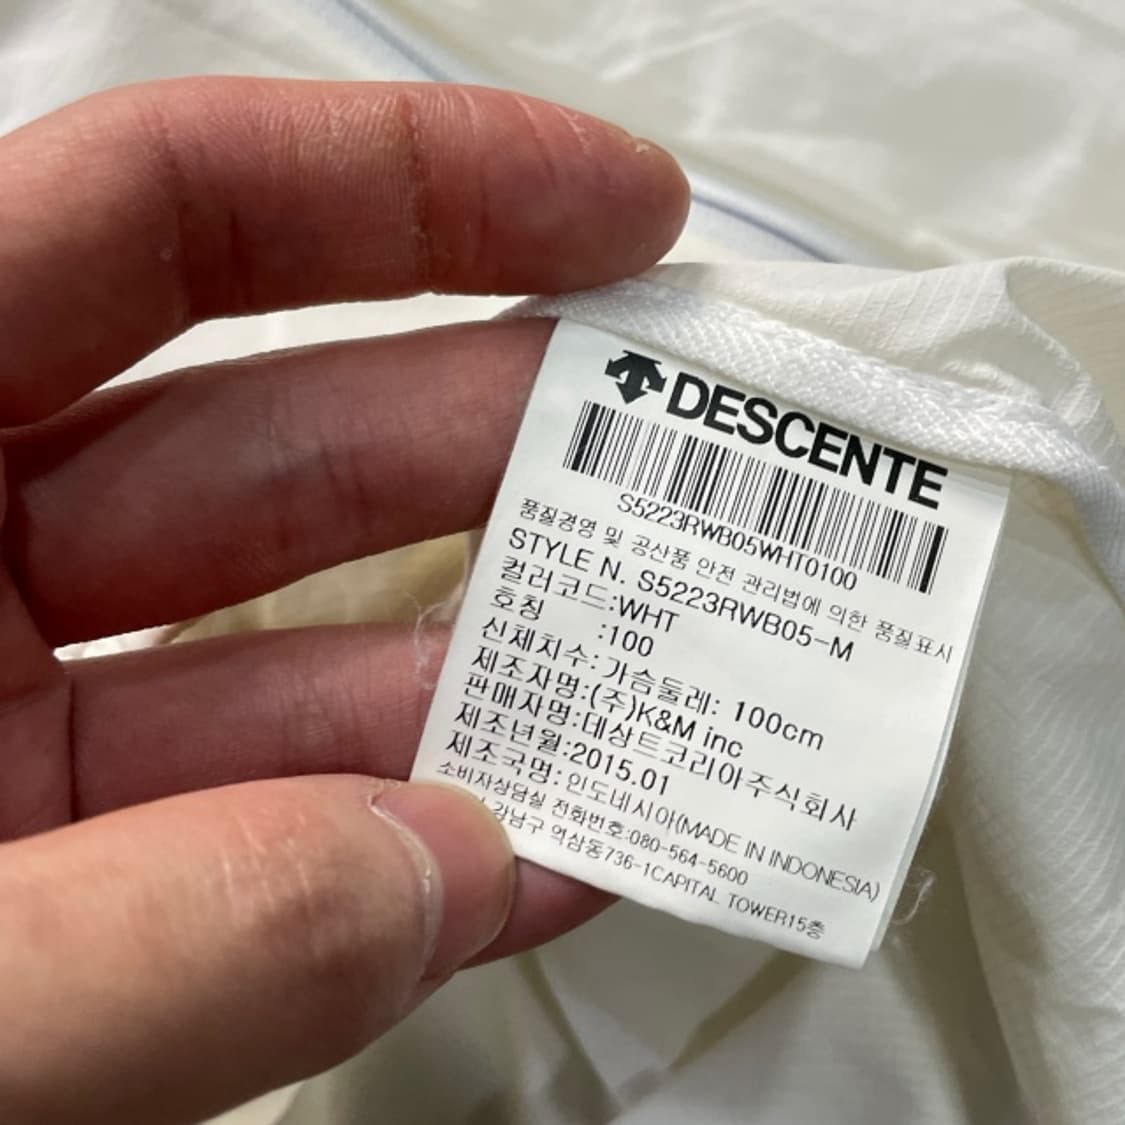 DESCENTE
S5223RWB05WHT0100
품질경영 및 공산품 안전 관리법에 의한 품질표시
STYLE N. S5223RWB05-M
컬러코드:WHT
호칭 :100
신체치수: 가슴둘레: 100cm
제조자명:(주)K&M inc
판매자명:데상트코리아주식회사
제조년월:2015.01
제조국명: 인도네시아(MADE IN INDONESIA)
소비자상담실 전화번호:080-564-5600
강남구 역삼동736-1CAPITAL TOWER15층